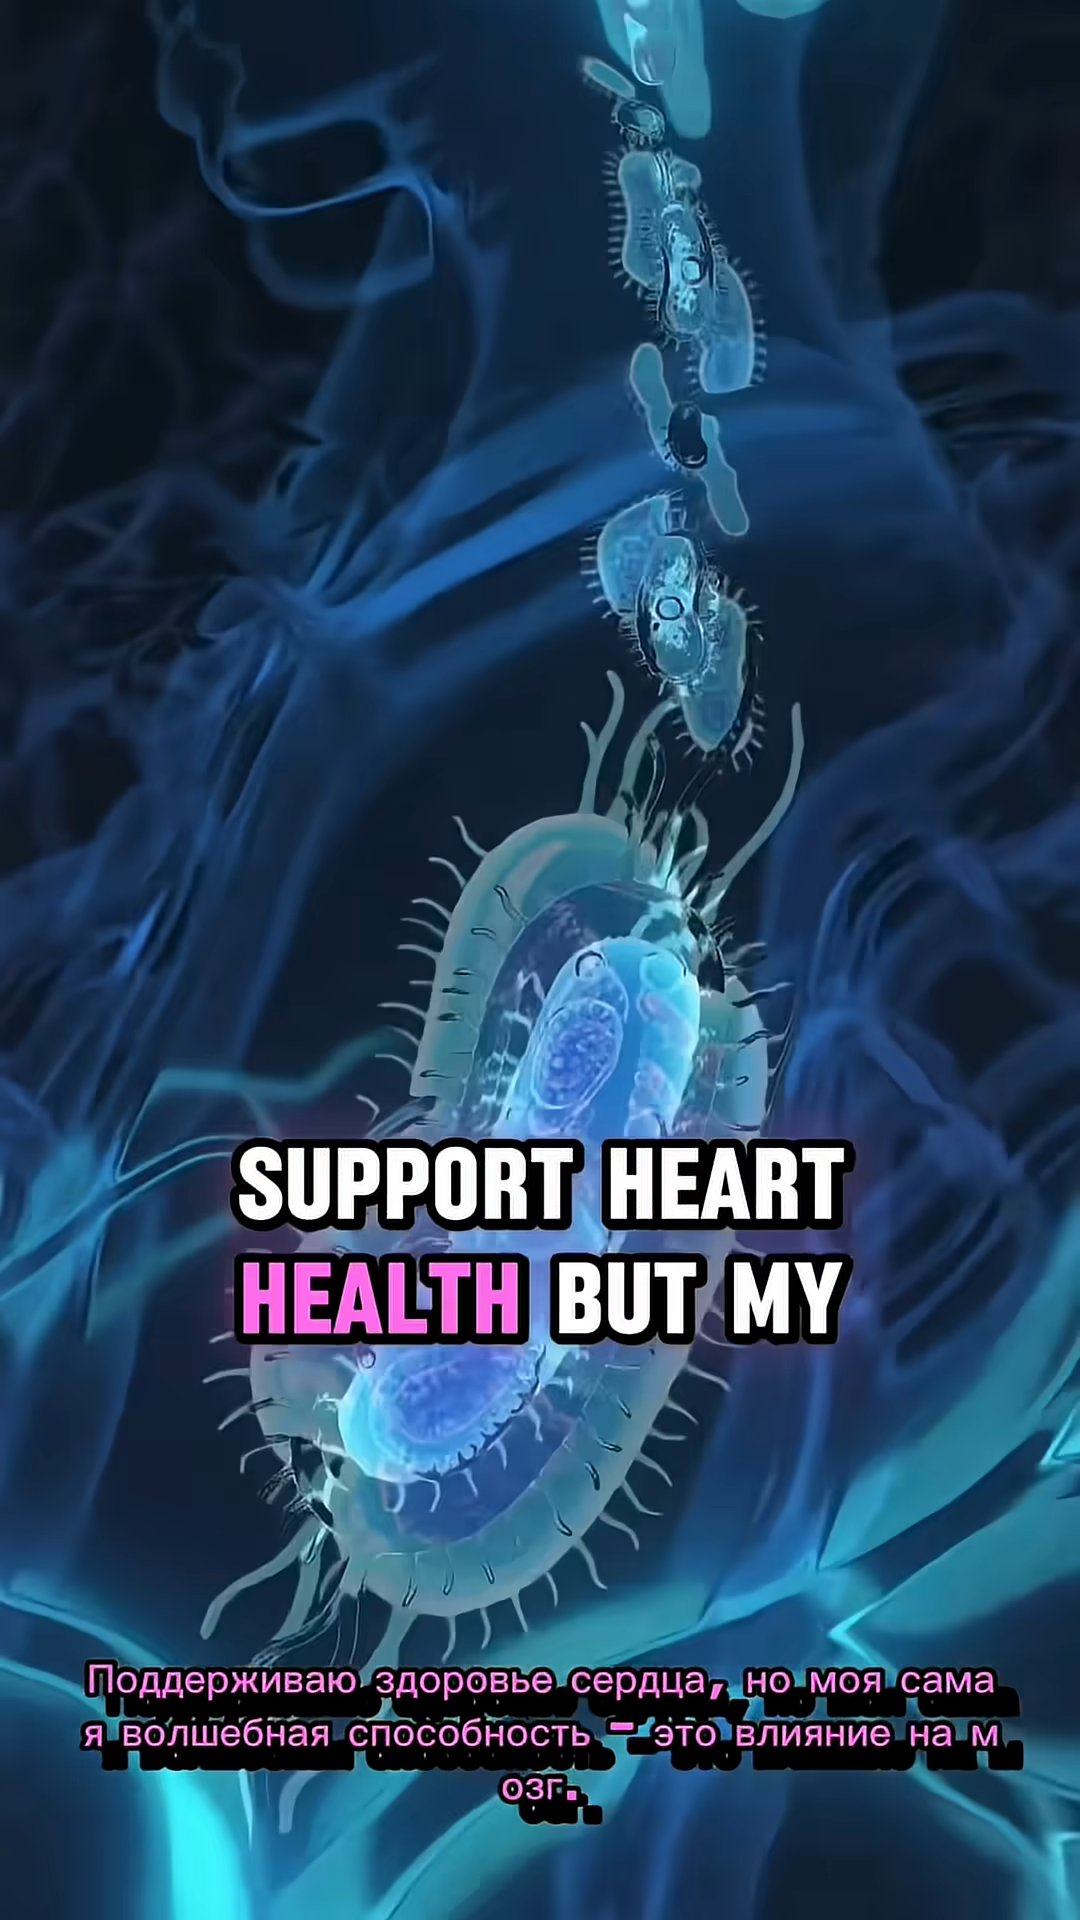 SUPPORT HEART
HEALTH BUT MY
Поддерживаю здоровье сердца, но моя сама
я волшебная способность – это влияние на м
озг.